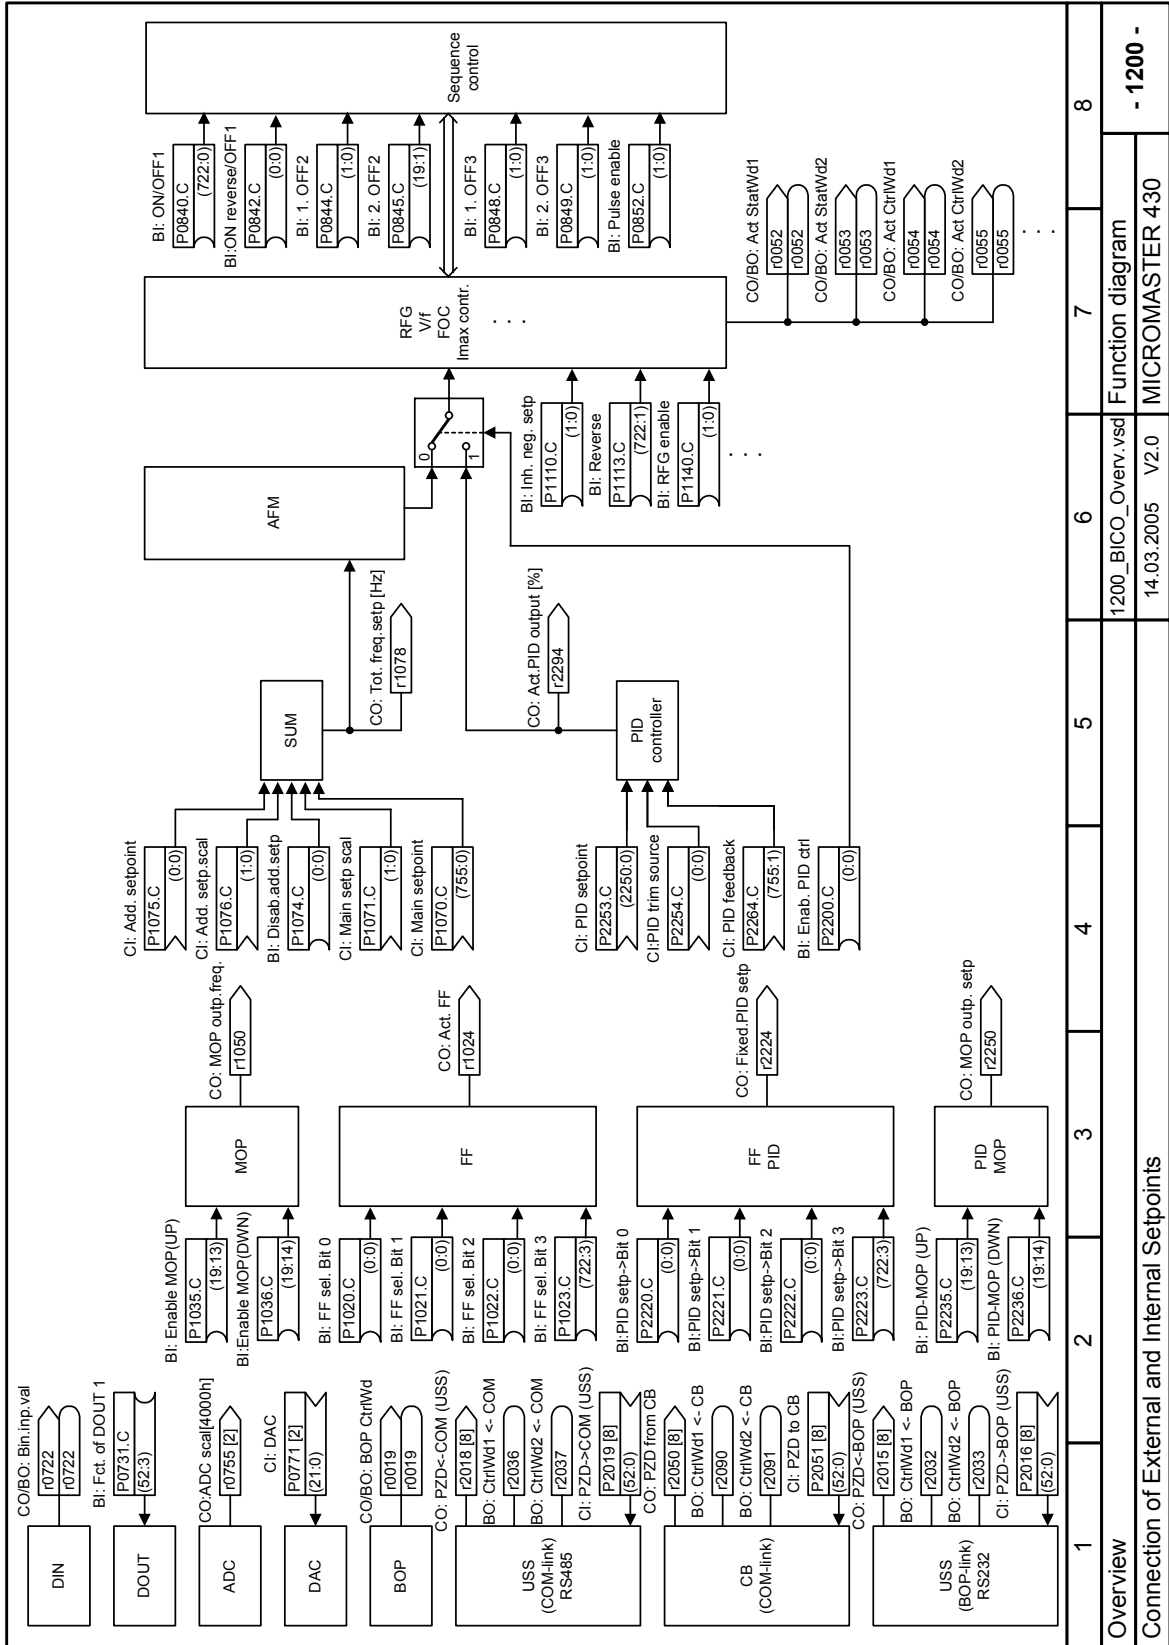 DIN
CO/BO: Bin.inp.val
r0722
r0722
DOUT
BI: Fct. of DOUT 1
P0731.C
(52:3)
ADC
CO:ADC scal[400h]
r0755 [2]
DAC
CI: DAC
P0771 [2]
(21:0)
BOP
CO/BO: BOP CtrlWd
r0019
r0019
USS
(COM-link)
RS485
CO: PZD<-COM (USS)
r2018 [8]
BO: CtrlWd1 <- COM
r2036
BO: CtrlWd2 <- COM
r2037
CI: PZD->COM (USS)
P2019 [8]
(52:0)
CB
(COM-link)
CO: PZD from CB
r2050 [8]
BO: CtrlWd1 <- CB
r2090
BO: CtrlWd2 <- CB
r2091
CI: PZD to CB
P2051 [8]
(52:0)
USS
(BOP-link)
RS232
CO: PZD<-BOP (USS)
r2015 [8]
BO: CtrlWd1 <- BOP
r2032
BO: CtrlWd2 <- BOP
r2033
CI: PZD->BOP (USS)
P2016 [8]
(52:0)
BI: Enable MOP(UP)
P1035.C
(19:13)
BI:Enable MOP(DWN)
P1036.C
(19:14)
MOP
CO: MOP outp.freq.
r1050
BI: FF sel. Bit 0
P1020.C
(0:0)
BI: FF sel. Bit 1
P1021.C
(0:0)
BI: FF sel. Bit 2
P1022.C
(0:0)
BI: FF sel. Bit 3
P1023.C
(722:3)
FF
CO: Act. FF
r1024
BI:PID setp->Bit 0
P2220.C
(0:0)
BI:PID setp->Bit 1
P2221.C
(0:0)
BI:PID setp->Bit 2
P2222.C
(0:0)
BI:PID setp->Bit 3
P2223.C
(722:3)
FF
PID
CO: Fixed.PID setp
r2224
BI: PID-MOP (UP)
P2235.C
(19:13)
BI: PID-MOP (DWN)
P2236.C
(19:14)
PID
MOP
CO: MOP outp. setp
r2250
CI: Add. setpoint
P1075.C
(0:0)
CI: Add. setp.scal
P1076.C
(1:0)
BI: Disab.add.setp
P1074.C
(0:0)
CI: Main setp scal
P1071.C
(1:0)
CI: Main setpoint
P1070.C
(755:0)
SUM
CO: Tot. freq.setp [Hz]
r1078
CI: PID setpoint
P2253.C
(2250:0)
CI:PID trim source
P2254.C
(0:0)
CI: PID feedback
P2264.C
(755:1)
BI: Enab. PID ctrl
P2200.C
(0:0)
PID
controller
CO: Act.PID output [%]
r2294
AFM
0
1
BI: Inh. neg. setp
P1110.C
(1:0)
BI: Reverse
P1113.C
(722:1)
BI: RFG enable
P1140.C
(1:0)
. . .
RFG
V/f
FOC
Imax contr.
. . .
BI: ON/OFF1
P0840.C
(722:0)
BI:ON reverse/OFF1
P0842.C
(0:0)
BI: 1. OFF2
P0844.C
(1:0)
BI: 2. OFF2
P0845.C
(19:1)
BI: 1. OFF3
P0848.C
(1:0)
BI: 2. OFF3
P0849.C
(1:0)
BI: Pulse enable
P0852.C
(1:0)
Sequence
control
CO/BO: Act StatWd1
r0052
r0052
CO/BO: Act StatWd2
r0053
r0053
CO/BO: Act CtrlWd1
r0054
r0054
CO/BO: Act CtrlWd2
r0055
r0055
. . .
1 2 3 4 5 6 7 8
Overview
1200_BICO_Overv.vsd
Function diagram
- 1200 -
Connection of External and Internal Setpoints
14.03.2005 V2.0
MICROMASTER 430